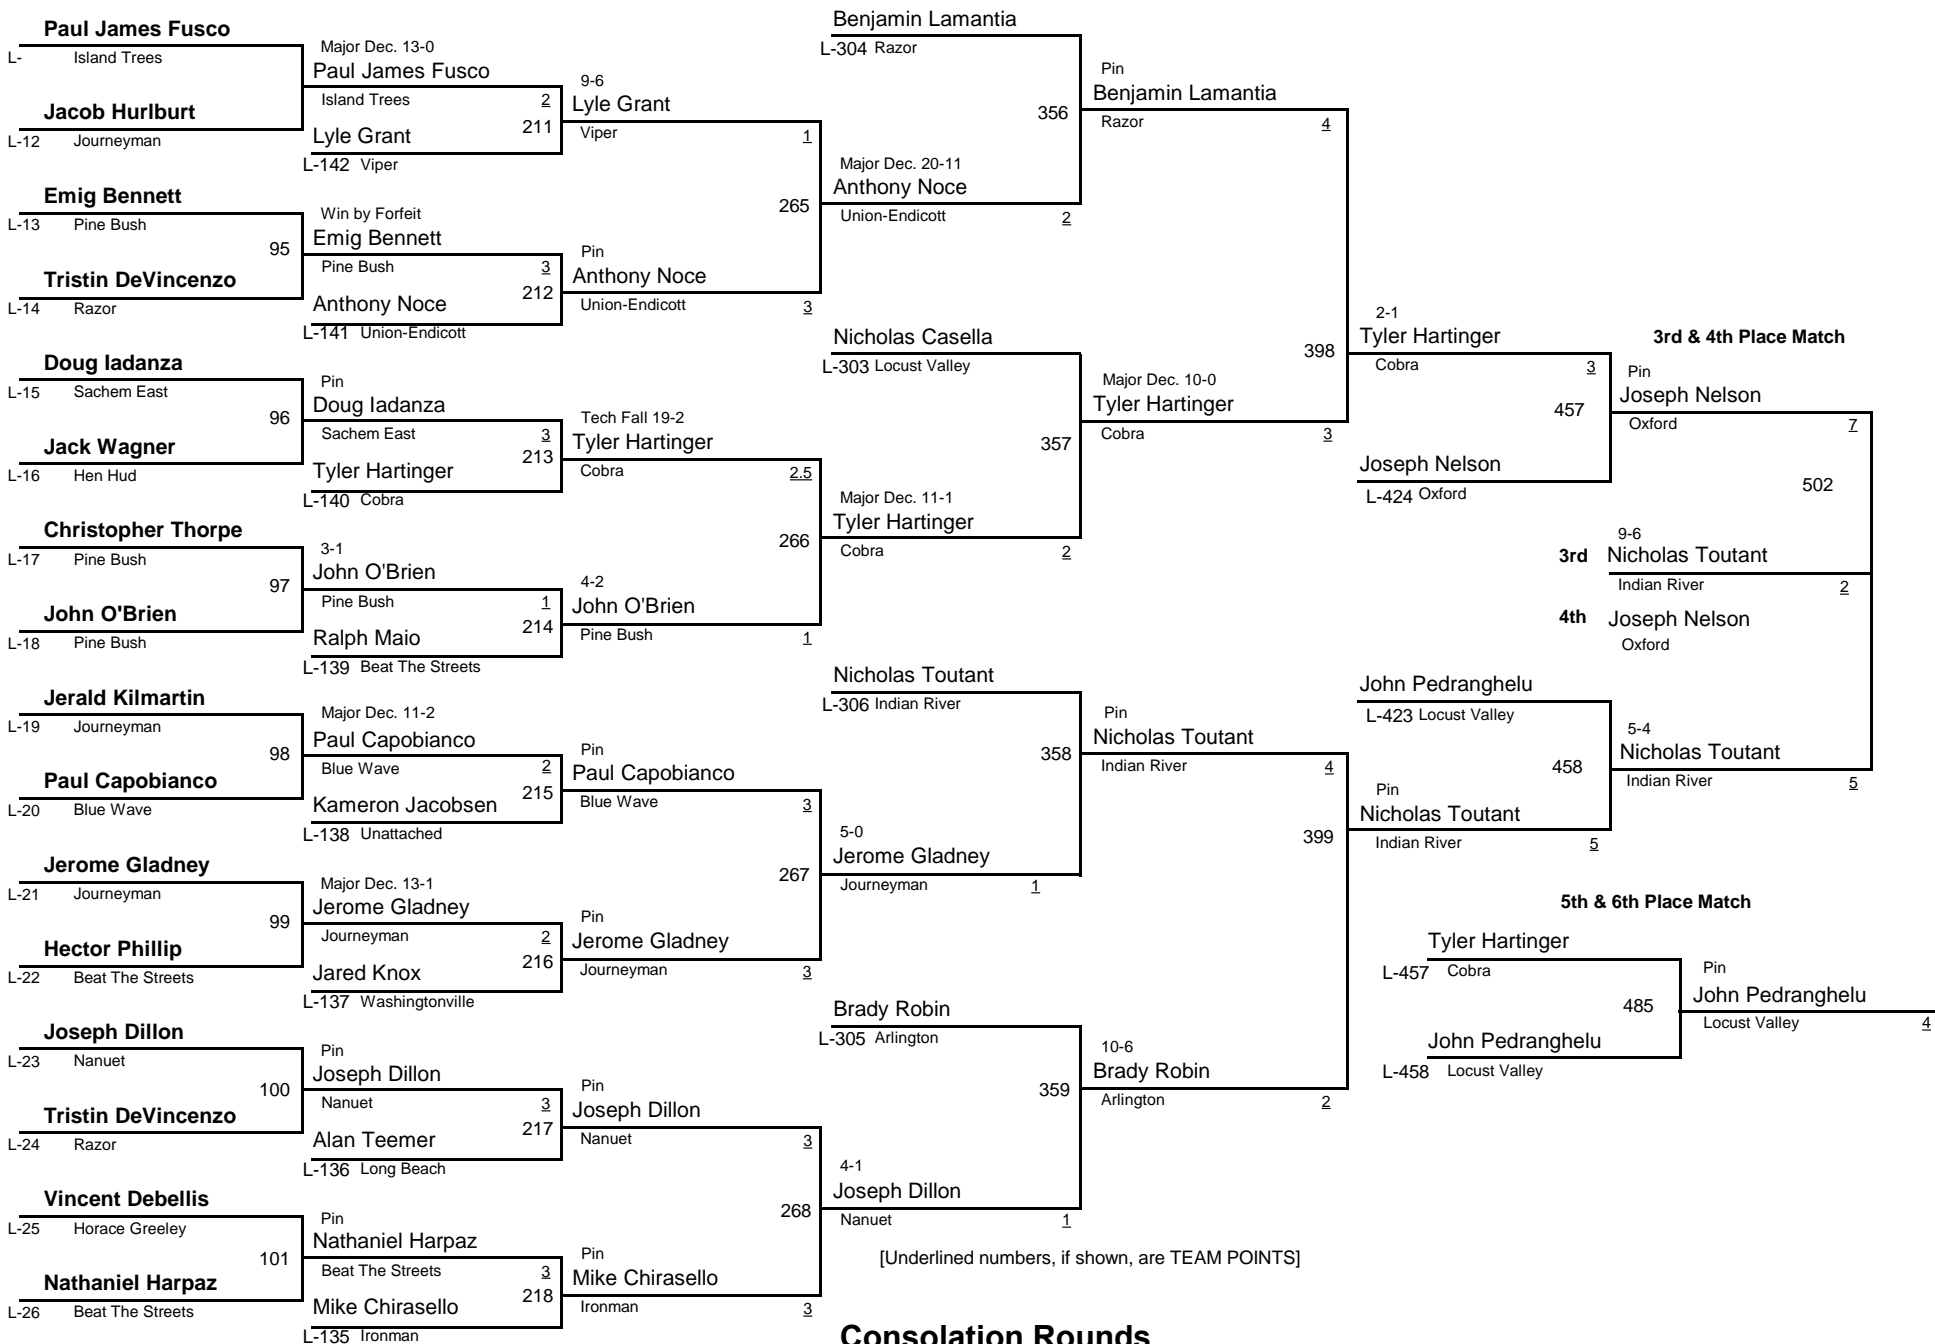 Paul James Fusco
L- Island Trees
Jacob Hurlburt
L-12 Journeyman
Emig Bennett
L-13 Pine Bush
95
Tristin DeVincenzo
L-14 Razor
Doug Iadanza
L-15 Sachem East
96
Jack Wagner
L-16 Hen Hud
Christopher Thorpe
L-17 Pine Bush
97
John O'Brien
L-18 Pine Bush
Jerald Kilmartin
L-19 Journeyman
98
Paul Capobianco
L-20 Blue Wave
Jerome Gladney
L-21 Journeyman
99
Hector Phillip
L-22 Beat The Streets
Joseph Dillon
L-23 Nanuet
100
Tristin DeVincenzo
L-24 Razor
Vincent Debellis
L-25 Horace Greeley
101
Nathaniel Harpaz
L-26 Beat The Streets
Major Dec. 13-0
Paul James Fusco
Island Trees 2
211
Lyle Grant
L-142 Viper
Win by Forfeit
Emig Bennett
Pine Bush 3
212
Anthony Noce
L-141 Union-Endicott
Pin
Doug Iadanza
Sachem East 3
213
Tyler Hartinger
L-140 Cobra
3-1
John O'Brien
Pine Bush 1
214
Ralph Maio
L-139 Beat The Streets
Major Dec. 11-2
Paul Capobianco
Blue Wave 2
215
Kameron Jacobsen
L-138 Unattached
Major Dec. 13-1
Jerome Gladney
Journeyman 2
216
Jared Knox
L-137 Washingtonville
Pin
Joseph Dillon
Nanuet 3
217
Alan Teemer
L-136 Long Beach
Pin
Nathaniel Harpaz
Beat The Streets 3
218
Mike Chirasello
L-135 Ironman
9-6
Lyle Grant
Viper 1
265
Pin
Anthony Noce
Union-Endicott 3
Tech Fall 19-2
Tyler Hartinger
Cobra 2.5
266
4-2
John O'Brien
Pine Bush 1
Pin
Paul Capobianco
Blue Wave 3
267
Pin
Jerome Gladney
Journeyman 3
Pin
Joseph Dillon
Nanuet 3
268
Pin
Mike Chirasello
Ironman 3
Benjamin Lamantia
L-304 Razor
356
Major Dec. 20-11
Anthony Noce
Union-Endicott 2
Nicholas Casella
L-303 Locust Valley
357
Major Dec. 11-1
Tyler Hartinger
Cobra 2
Nicholas Toutant
L-306 Indian River
358
5-0
Jerome Gladney
Journeyman 1
Brady Robin
L-305 Arlington
359
4-1
Joseph Dillon
Nanuet 1
Pin
Benjamin Lamantia
Razor 4
398
Major Dec. 10-0
Tyler Hartinger
Cobra 3
Pin
Nicholas Toutant
Indian River 4
399
10-6
Brady Robin
Arlington 2
2-1
Tyler Hartinger
Cobra 3
457
Joseph Nelson
L-424 Oxford
John Pedranghelu
L-423 Locust Valley
458
Pin
Nicholas Toutant
Indian River 5
3rd & 4th Place Match
Pin
Joseph Nelson
Oxford 7
502
9-6
3rd Nicholas Toutant
Indian River 2
4th Joseph Nelson
Oxford
5-4
Nicholas Toutant
Indian River 5
5th & 6th Place Match
Tyler Hartinger
L-457 Cobra
485
John Pedranghelu
L-458 Locust Valley
Pin
John Pedranghelu
Locust Valley 4
[Underlined numbers, if shown, are TEAM POINTS]
Consolation Rounds